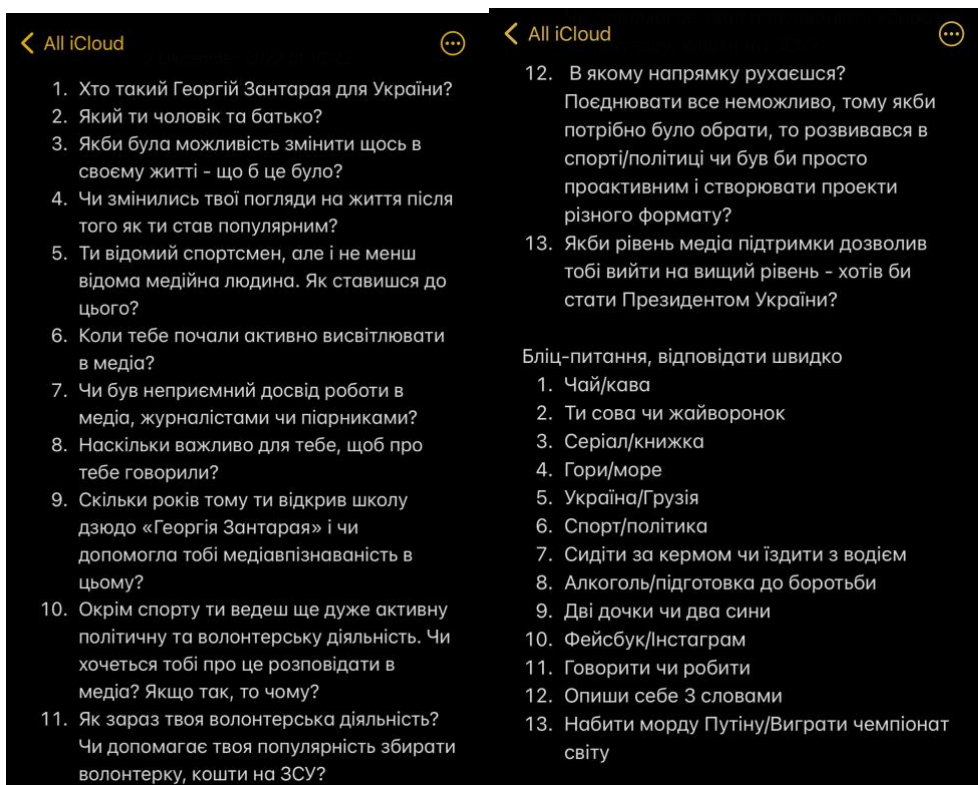 All iCloud
1. Хто такий Георгій Зантарая для України?
2. Який ти чоловік та батько?
3. Якби була можливість змінити щось в
своєму житті - що б це було?
4. Чи змінились твої погляди на життя після
того як ти став популярним?
5. Ти відомий спортсмен, але і не менш
відома медійна людина. Як ставишся до
цього?
6. Коли тебе почали активно висвітлювати
в медіа?
7. Чи був неприємний досвід роботи в
медіа, журналістами чи піарниками?
8. Наскільки важливо для тебе, щоб про
тебе говорили?
9. Скільки років тому ти відкрив школу
дзюдо «Георгія Зантарая» і чи
допомогла тобі медіавпізнаваність в
цьому?
10. Окрім спорту ти ведеш ще дуже активну
політичну та волонтерську діяльність. Чи
хочеться тобі про це розповідати в
медіа? Якщо так, то чому?
11. Як зараз твоя волонтерська діяльність?
Чи допомагає твоя популярність збирати
волонтерку, кошти на ЗСУ?
All iCloud
12. В якому напрямку рухаєшся?
Поєднювати все неможливо, тому якби
потрібно було обрати, то розвивався в
спорті/політиці чи був би просто
проактивним і створювати проекти
різного формату?
13. Якби рівень медіа підтримки дозволив
тобі вийти на вищий рівень - хотів би
стати Президентом України?
Бліц-питання, відповідати швидко
1. Чай/кава
2. Ти сова чи жайворонок
3. Серіал/книжка
4. Гори/море
5. Україна/Грузія
6. Спорт/політика
7. Сидіти за кермом чи їздити з водієм
8. Алкоголь/підготовка до боротьби
9. Дві дочки чи два сини
10. Фейсбук/Інстаграм
11. Говорити чи робити
12. Опиши себе 3 словами
13. Набити морду Путіну/Виграти чемпіонат
світу